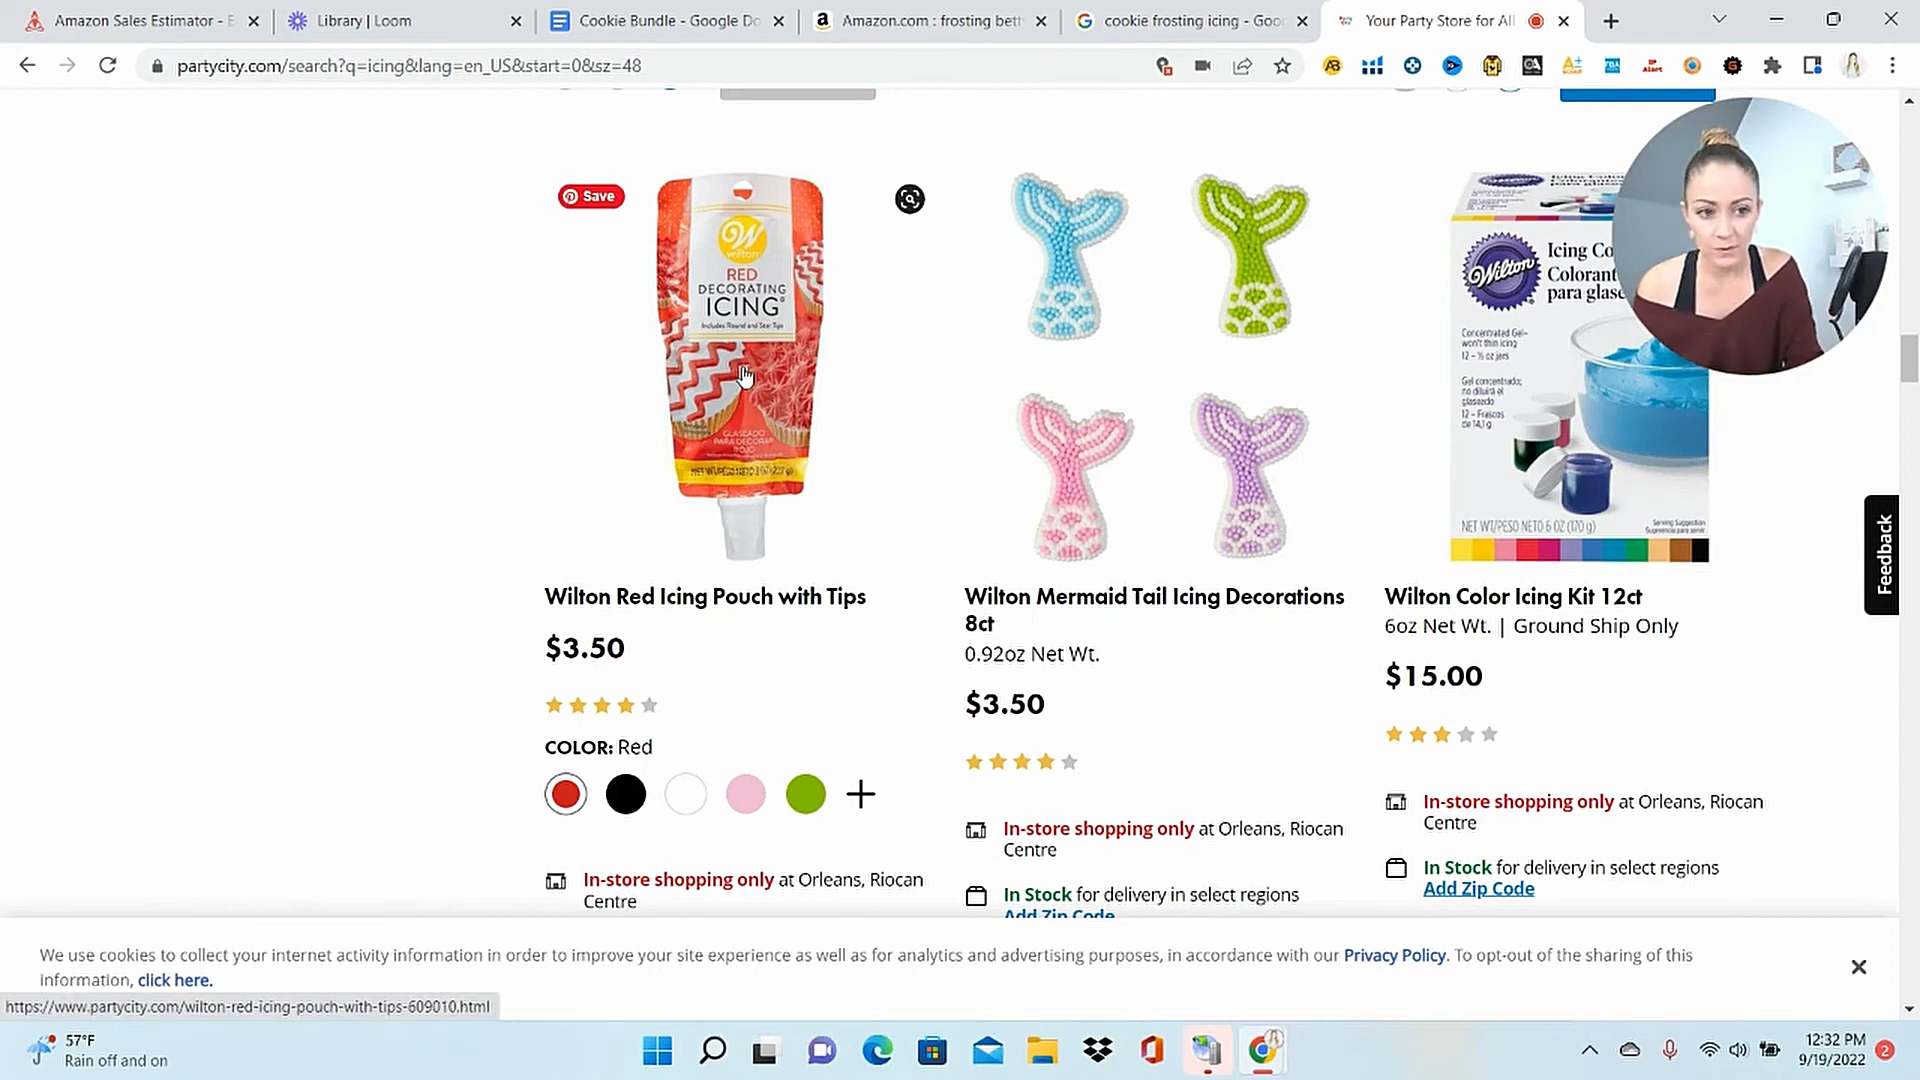 Amazon Sales Estimator - E
Library | Loom
Cookie Bundle - Google Do
Amazon.com : frosting bett
cookie frosting icing - Goo
Your Party Store for All
partycity.com/search?q=icing&lang=en_US&start=0&sz=48
Save
Wilton
RED
DECORATING
ICING
Includes Round and Star Tips
GLASEADO
PARA DECORAR
ROJO
para glase
Wilton
Icing Co
Colorant
para glase
Concentrated Gel–
won't thin icing
12 – ½ oz jars
Gel concentrado;
no diluirá el
glaseado
12 – Frascos
de 14,1 g
NET WT/PESO NETO 6 OZ (170 g)
Serving Suggestion
Sugerencia para servir
Feedback
Wilton Red Icing Pouch with Tips
$3.50
COLOR: Red
In-store shopping only at Orleans, Riocan
Centre
Wilton Mermaid Tail Icing Decorations
8ct
0.92oz Net Wt.
$3.50
In-store shopping only at Orleans, Riocan
Centre
In Stock for delivery in select regions
Add Zip Code
Wilton Color Icing Kit 12ct
6oz Net Wt. | Ground Ship Only
$15.00
In-store shopping only at Orleans, Riocan
Centre
In Stock for delivery in select regions
Add Zip Code
We use cookies to collect your internet activity information in order to improve your site experience as well as for analytics and advertising purposes, in accordance with our Privacy Policy. To opt-out of the sharing of this
information, click here.
https://www.partycity.com/wilton-red-icing-pouch-with-tips-609010.html
57°F
Rain off and on
12:32 PM
9/19/2022
2